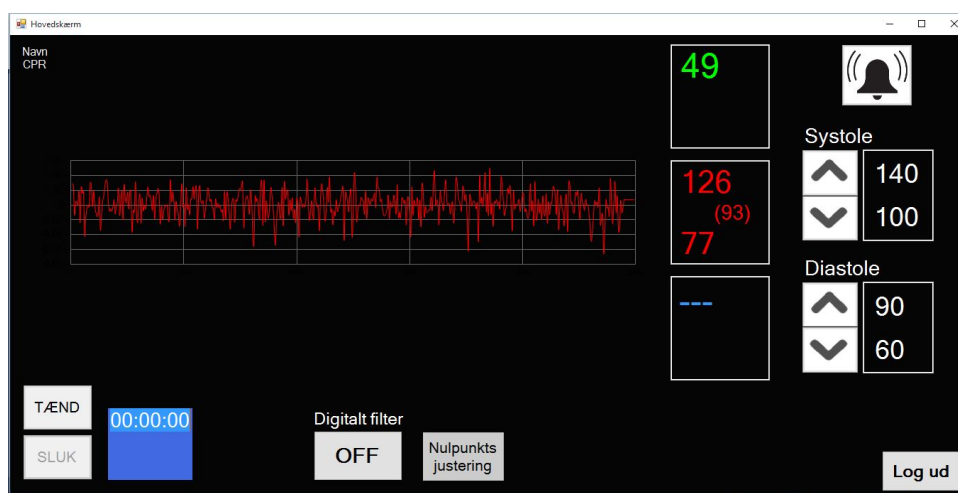 Hovedskærm
Navn
CPR
49
126
(93)
77
---
Systole
140
100
Diastole
90
60
TÆND
SLUK
00:00:00
Digitalt filter
OFF
Nulpunkts
justering
Log ud